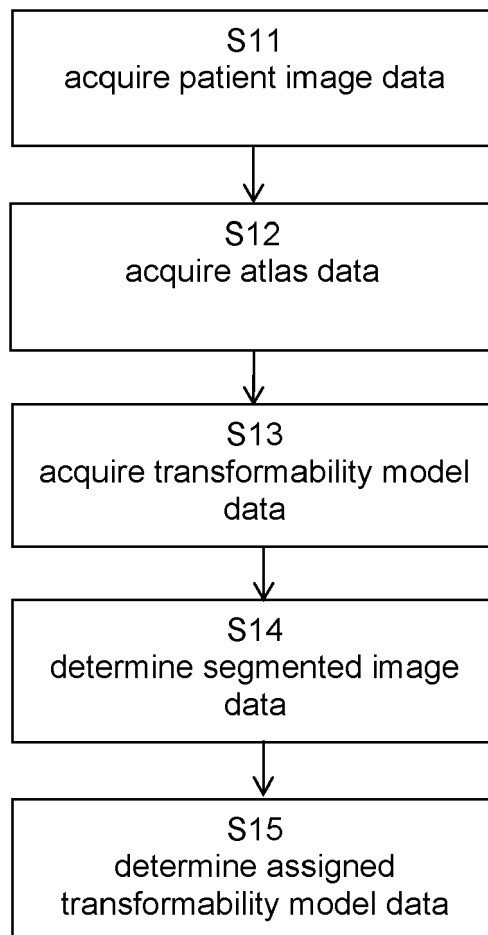 S11
acquire patient image data
S12
acquire atlas data
S13
acquire transformability model
data
S14
determine segmented image
data
S15
determine assigned
transformability model data